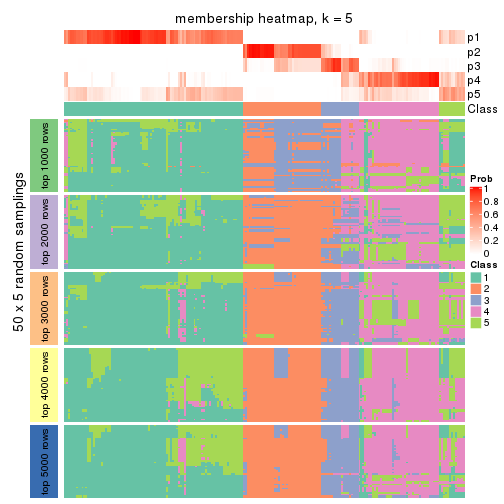 membership heatmap, k = 5
p1
p2
p3
p4
p5
Class
50 x 5 random samplings
top 1000 rows
top 2000 rows
top 3000 rows
top 4000 rows
top 5000 rows
Prob
1
0.8
0.6
0.4
0.2
0
Class
1
2
3
4
5